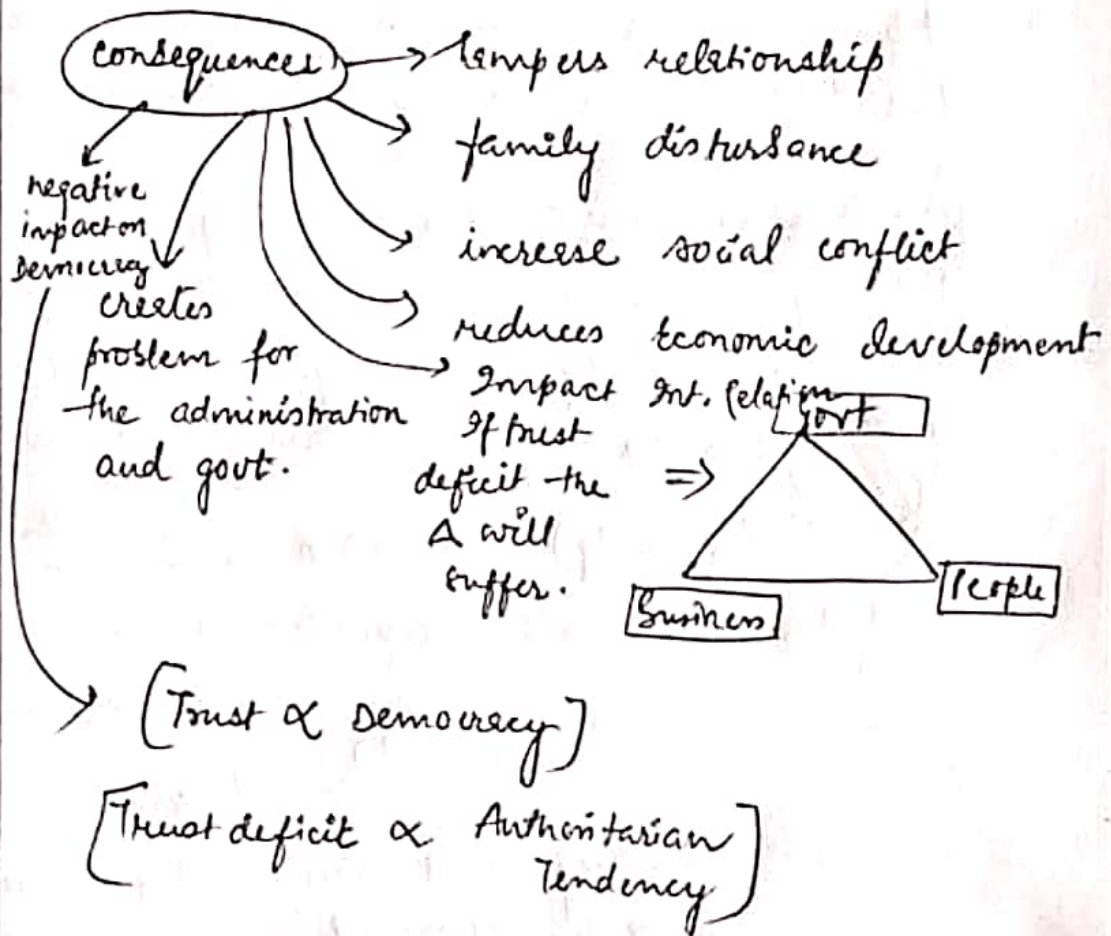 consequences
tempers relationship
family disturbance
increase social conflict
reduces Economic development
Impact Int. Relation
negative
impact on
Democracy
creates
problem for
the administration
and govt.
If trust
deficit the
Δ will
suffer.
⇒
Govt
Business
People
[Trust ∝ Democracy]
[Trust deficit ∝ Authoritarian
Tendency]